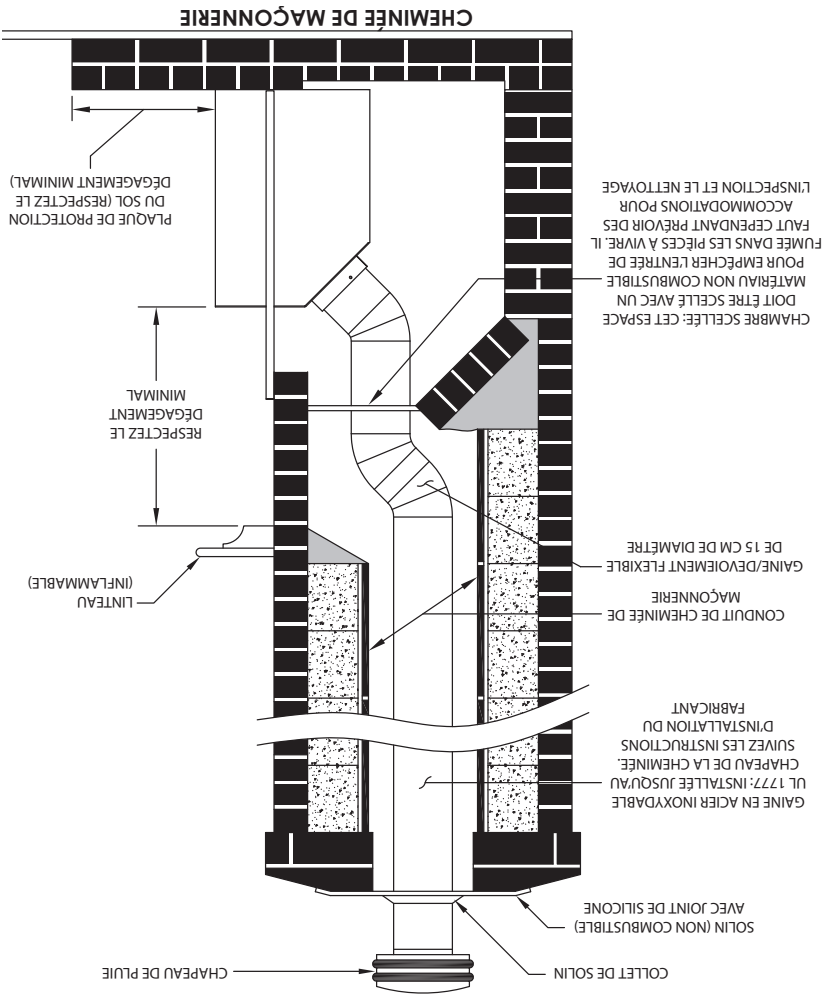 COLLET DE SOLIN
CHAPEAU DE PLUIE
SOLIN (NON COMBUSTIBLE)
AVEC JOINT DE SILICONE
GAINE EN ACIER INOXYDABLE
UL 1777: INSTALLÉE JUSQU'AU
CHAPEAU DE LA CHEMINÉE.
SUIVEZ LES INSTRUCTIONS
D'INSTALLATION DU
FABRICANT
CONDUIT DE CHEMINÉE DE
MAÇONNERIE
GAINE/DEVOIEMENT FLEXIBLE
DE 15 CM DE DIAMÈTRE
LINTEAU
(INFLAMMABLE)
RESPECTEZ LE
DÉGAGEMENT
MINIMAL
CHAMBRE SCELLÉE: CET ESPACE
DOIT ÊTRE SCELLÉ AVEC UN
MATÉRIAU NON COMBUSTIBLE
POUR EMPÊCHER L'ENTRÉE DE
FUMÉE DANS LES PIÈCES À VIVRE. IL
FAUT CEPENDANT PRÉVOIR DES
ACCOMMODATIONS POUR
L'INSPECTION ET LE NETTOYAGE
PLAQUE DE PROTECTION
DU SOL (RESPECTEZ LE
DÉGAGEMENT MINIMAL)
CHEMINÉE DE MAÇONNERIE